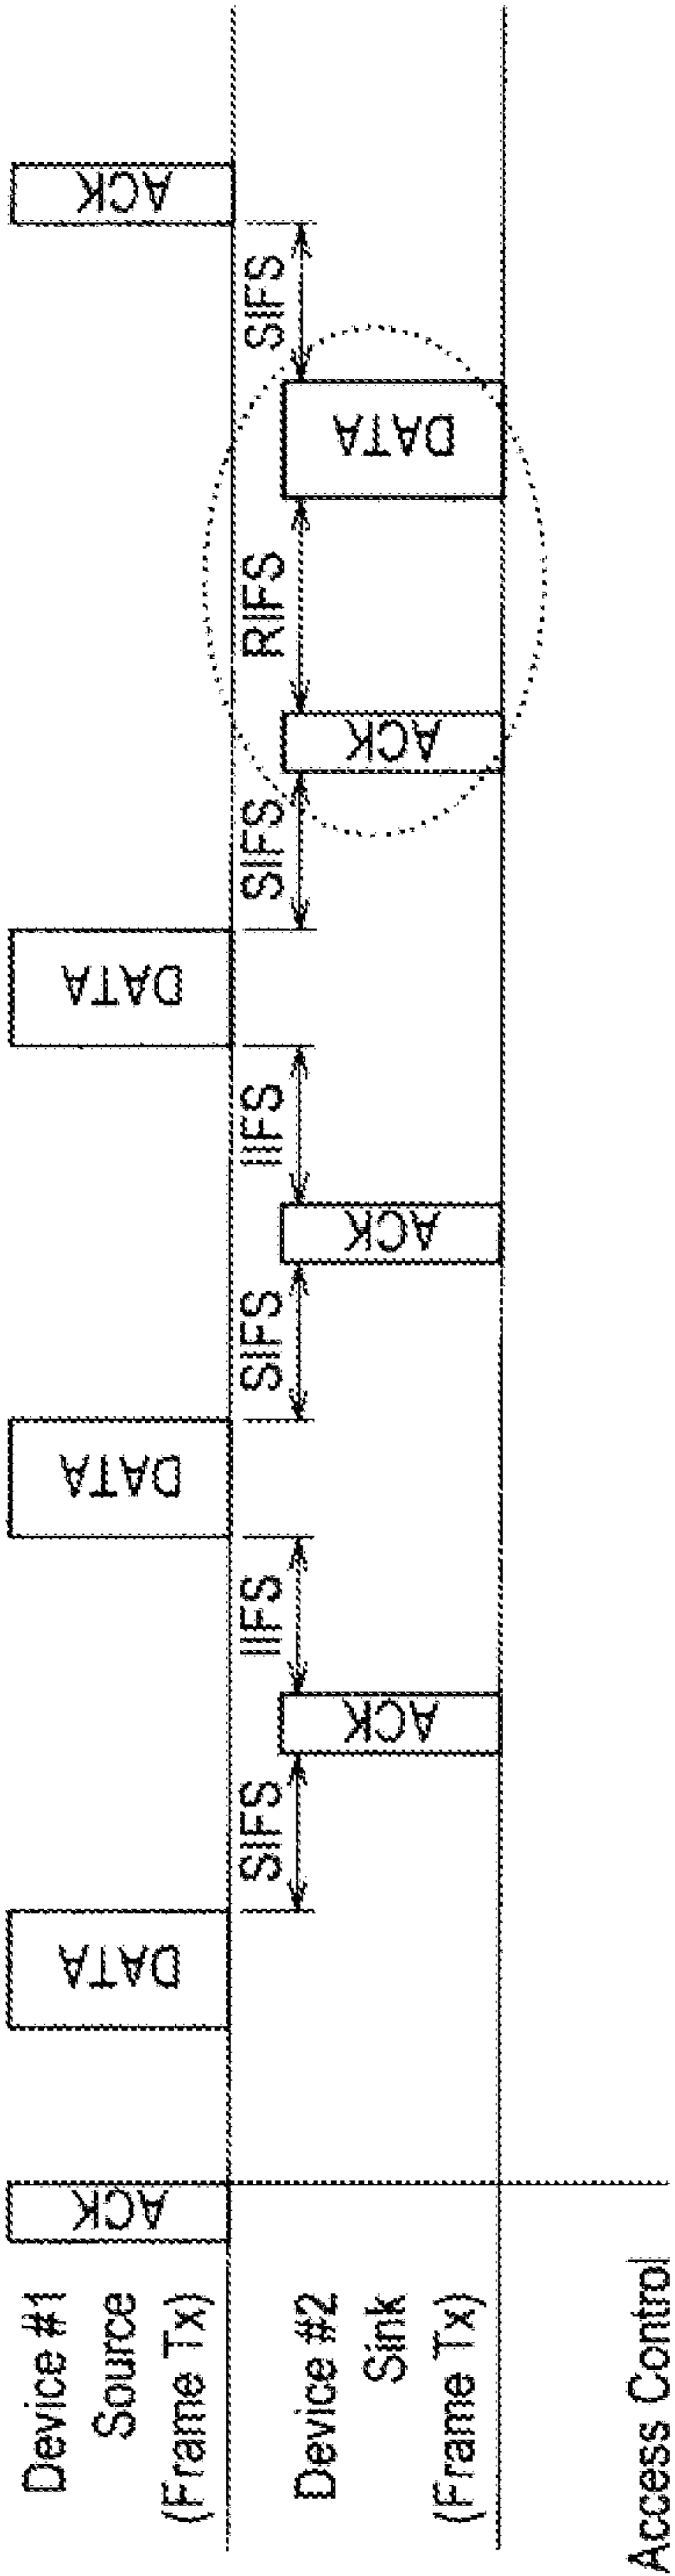 Device #1
Source
(Frame Tx)
ACK
DATA
DATA
DATA
ACK
SIFS
IIFS
SIFS
IIFS
SIFS
RIFS
SIFS
Device #2
Sink
(Frame Tx)
ACK
ACK
ACK
DATA
Access Control